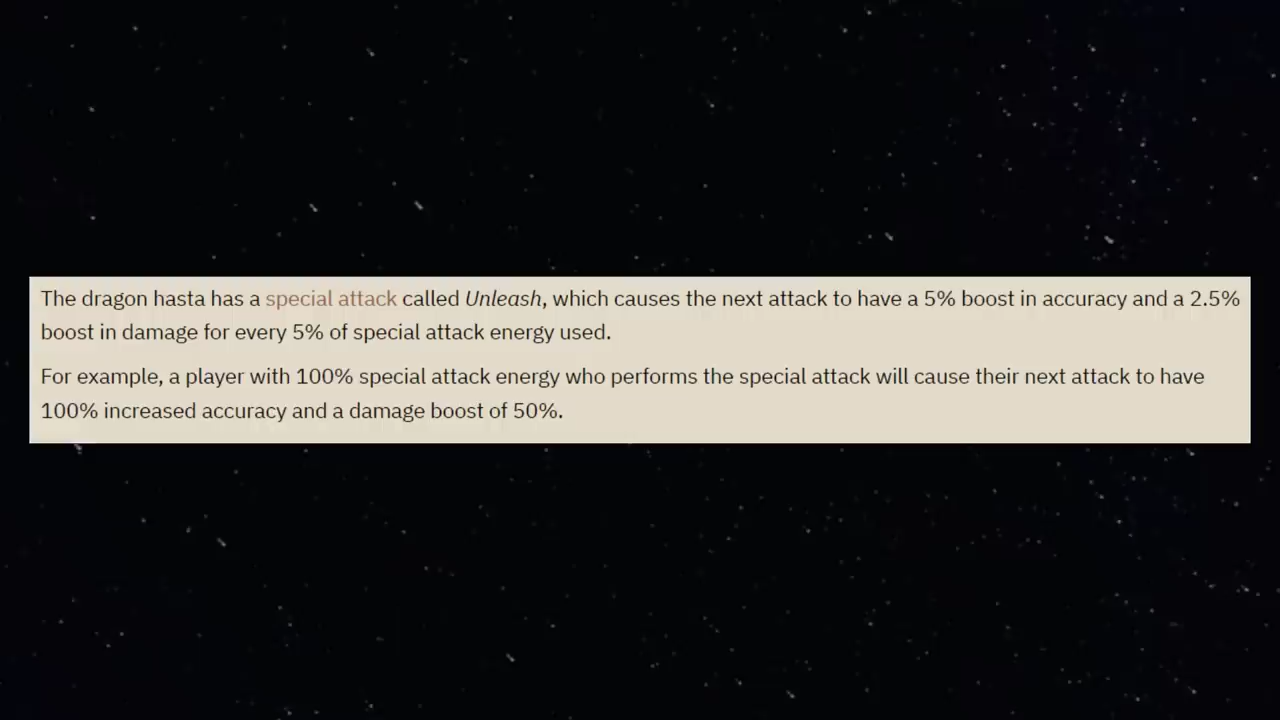 The dragon hasta has a special attack called Unleash, which causes the next attack to have a 5% boost in accuracy and a 2.5%
boost in damage for every 5% of special attack energy used.
For example, a player with 100% special attack energy who performs the special attack will cause their next attack to have
100% increased accuracy and a damage boost of 50%.